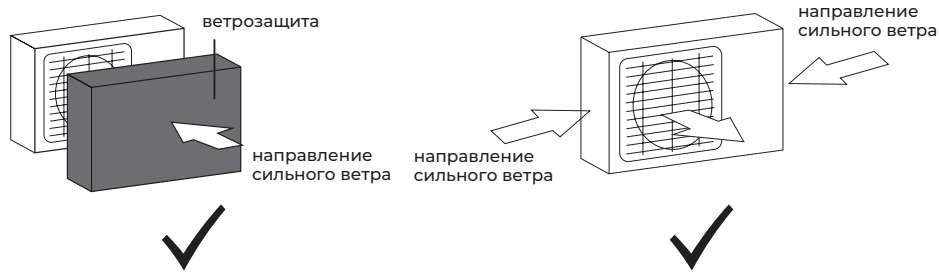 ветрозащита
направление
сильного ветра
направление
сильного ветра
направление
сильного ветра